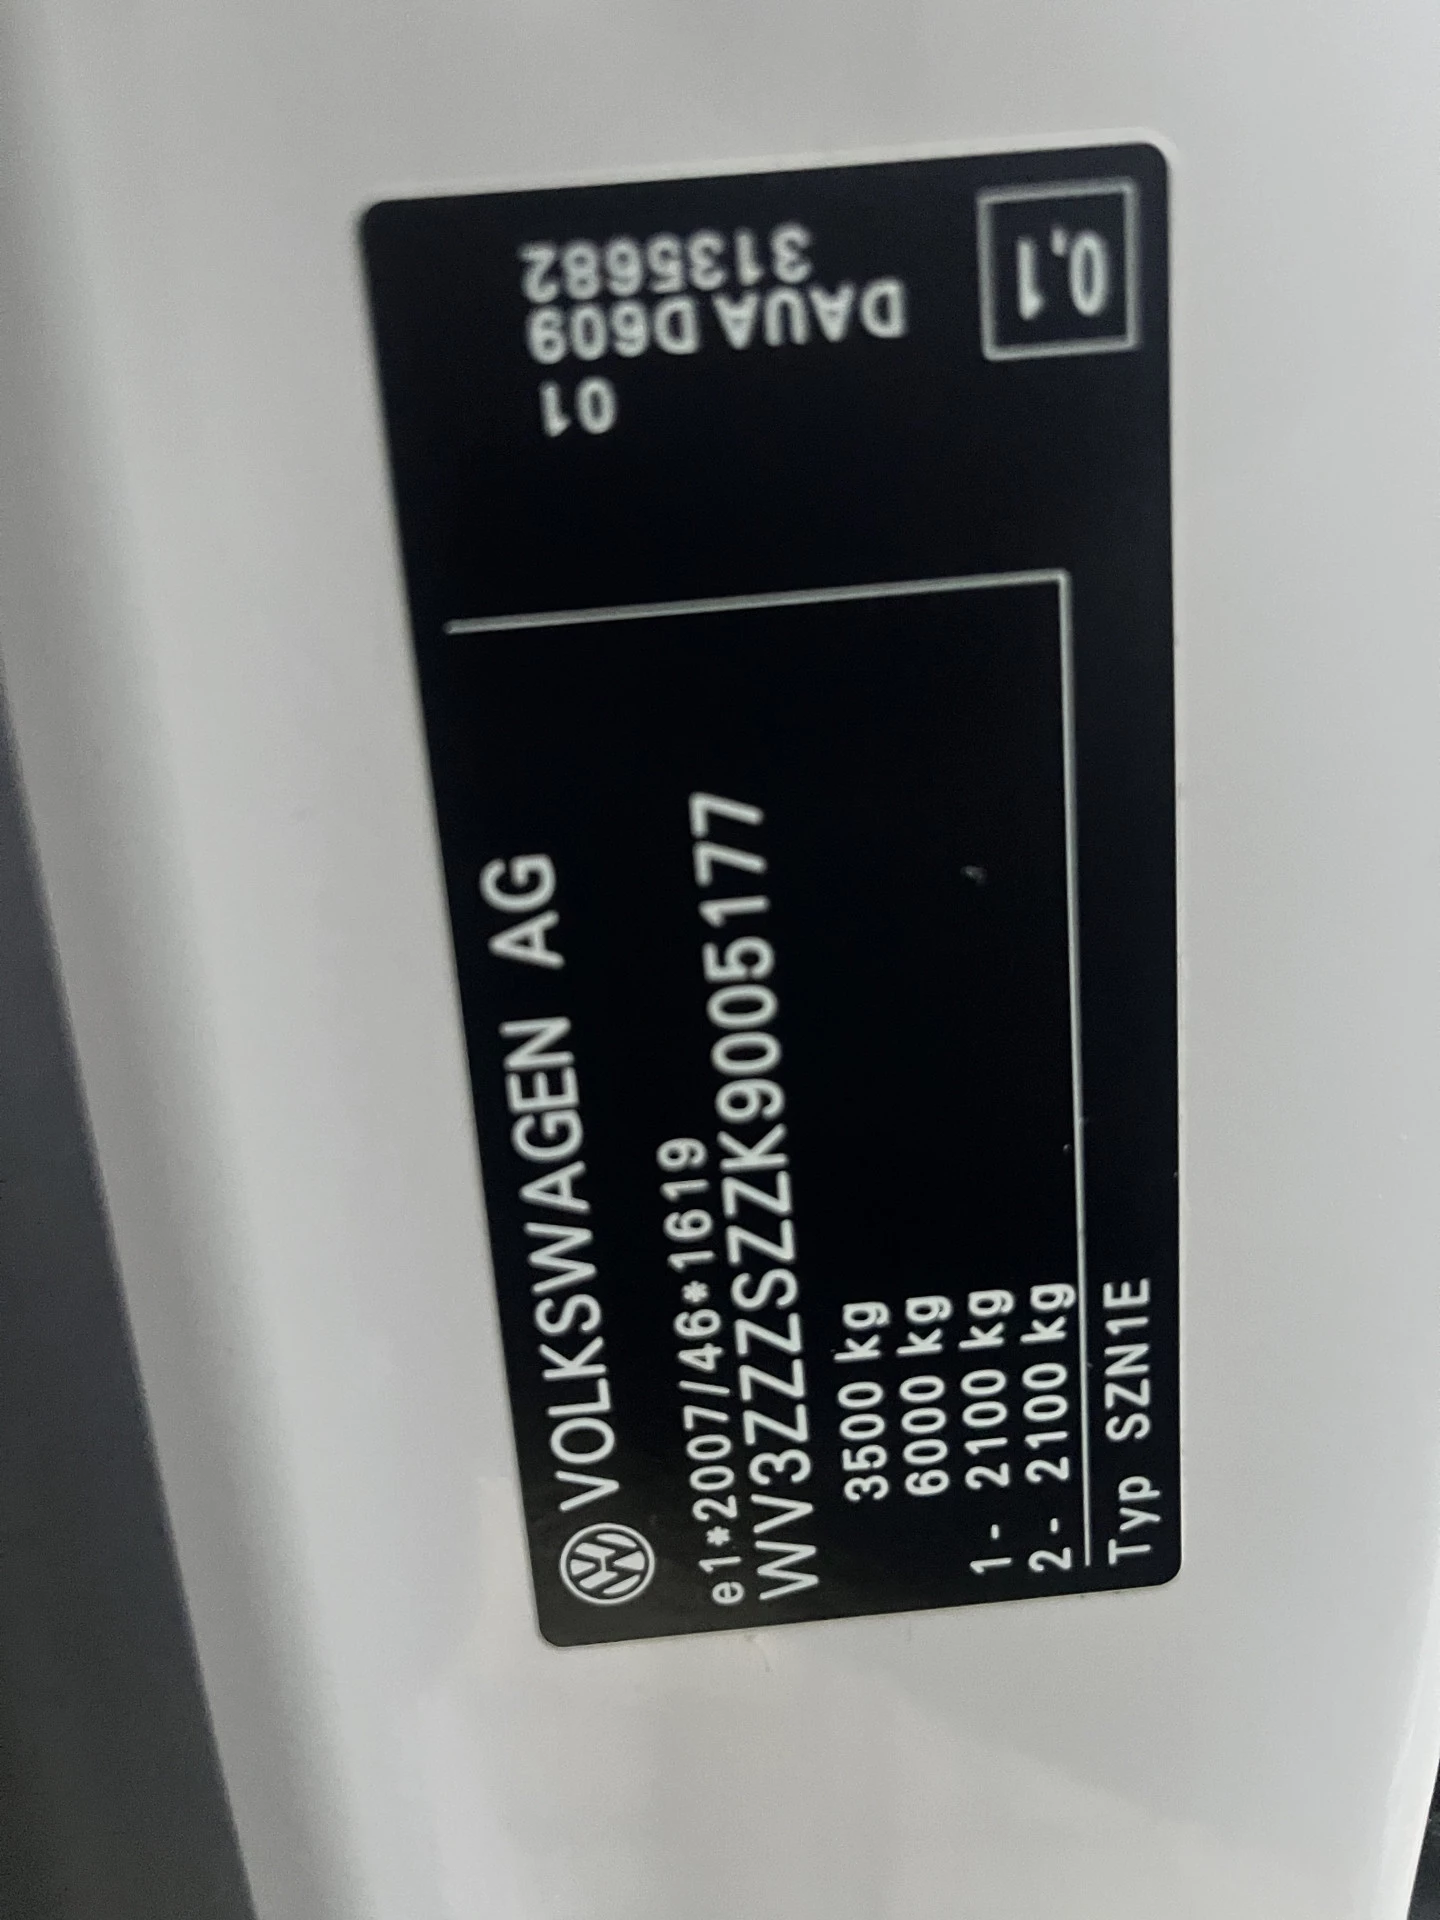 VOLKSWAGEN AG
e1*2007/46*1619
WV3ZZZSZZK9005177
3500 kg
6000 kg
1- 2100 kg
2- 2100 kg
Typ SZN1E
3135682
DAUA D609
01
0,1